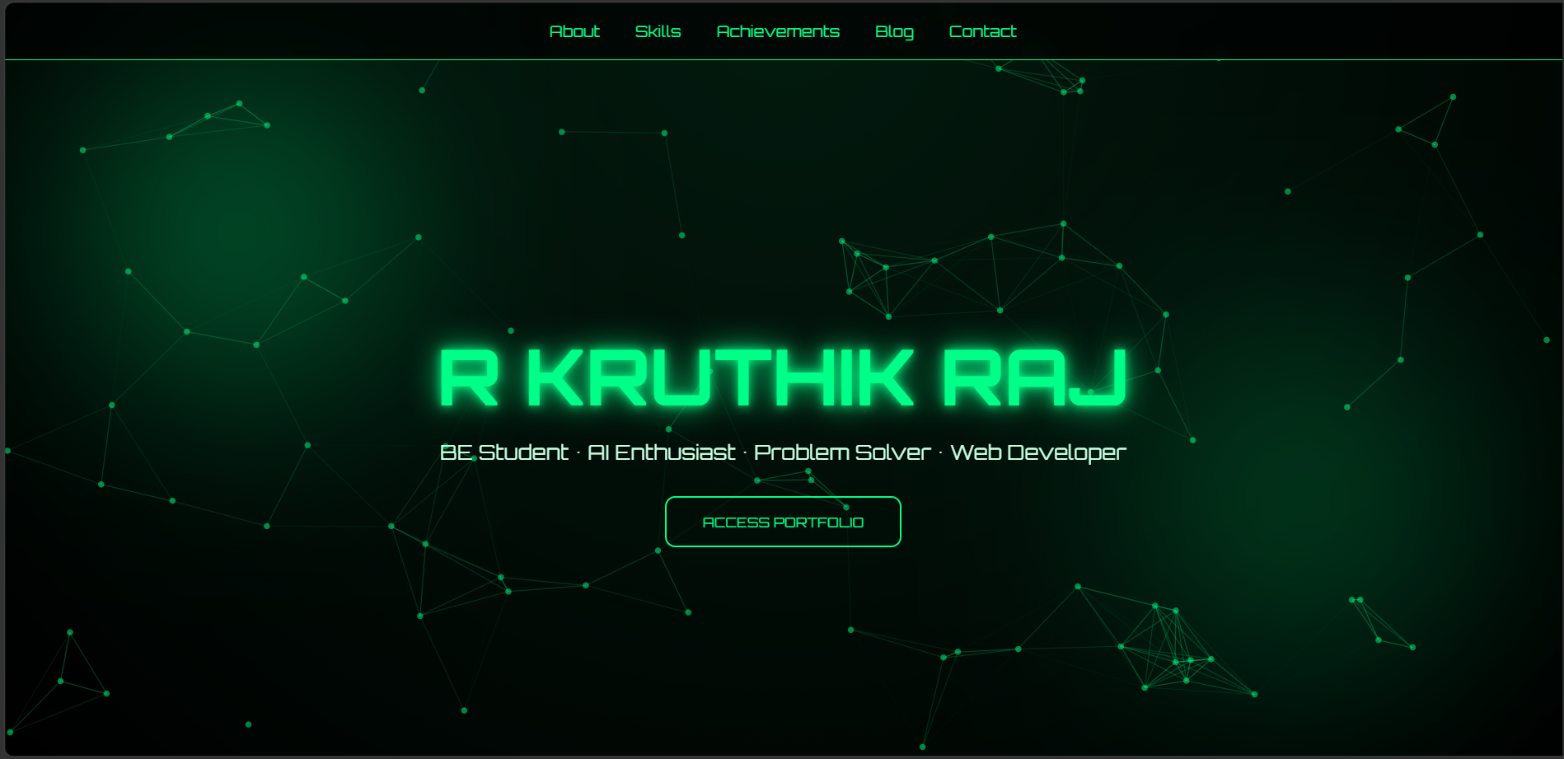 About Skills Achievements Blog Contact
R KRUTHIK RAJ
BE Student · AI Enthusiast · Problem Solver · Web Developer
ACCESS PORTFOLIO